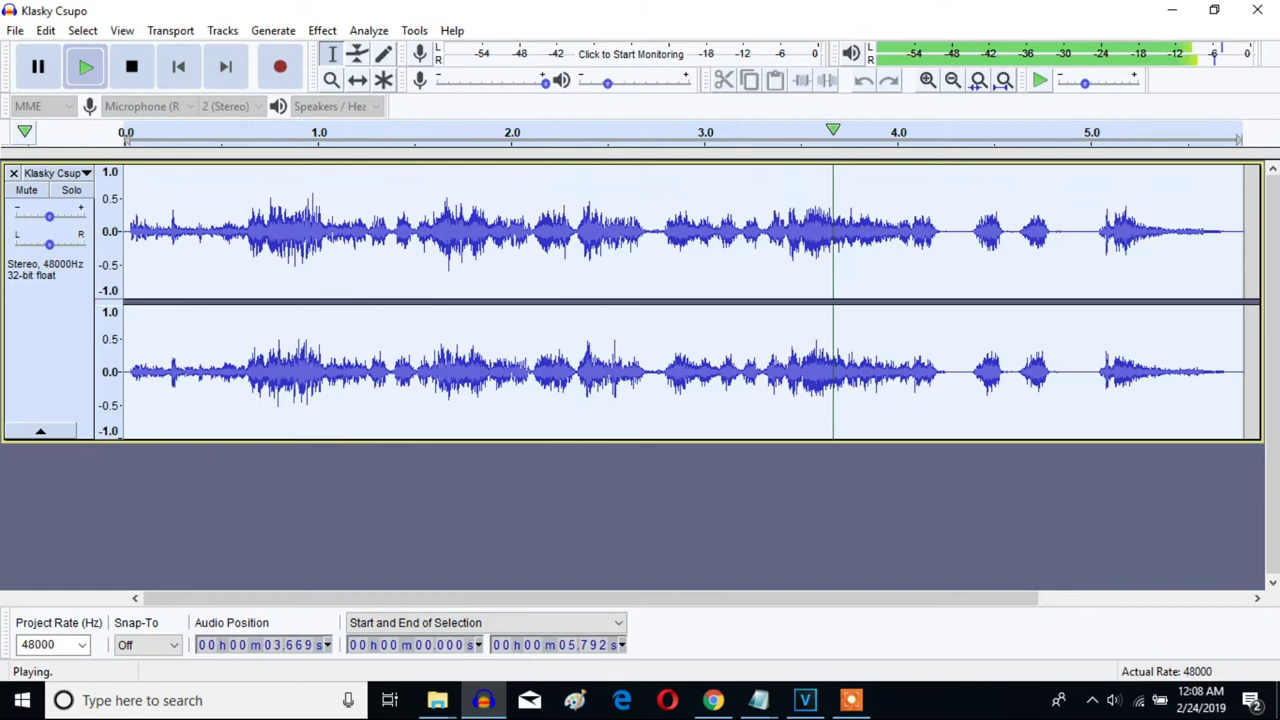 Klasky Csupo
File Edit View Select Transport Tracks Generate Effect Analyze Tools Help
L R -54 -48 -42 Click to Start Monitoring -18 -12 -6 0 L R -54 -48 -42 -36 -30 -24 -18 -12 -6 0
MME Microphone (R 2 (Stereo) Speakers / Hea
0.0 1.0 2.0 3.0 4.0 5.0
Klasky Csup
Mute Solo
- +
L R
Stereo, 48000Hz
32-bit float
1.0
0.5
0.0
-0.5
-1.0
1.0
0.5
0.0
-0.5
-1.0
Project Rate (Hz) Snap-To Audio Position Start and End of Selection
48000 Off 00h00m03.669s 00h00m00.000s 00h00m05.792s
Playing. Actual Rate: 48000
Type here to search
12:08 AM
2/24/2019
2